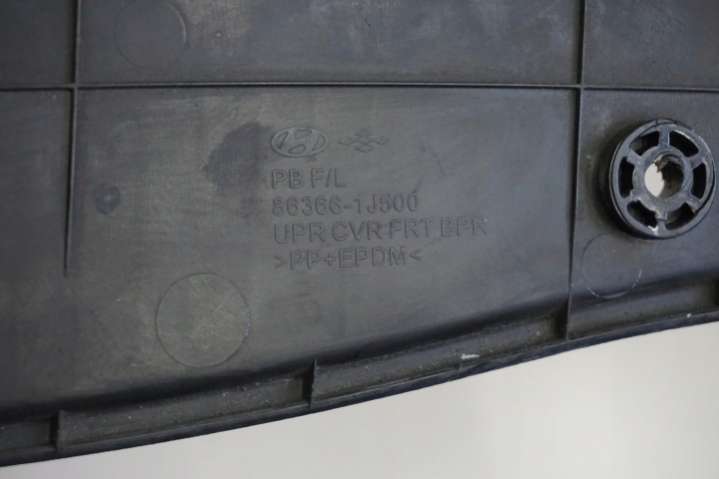 PB F/L
86366-1J500
UPR CVR FRT BPR
>PP+EPDM<